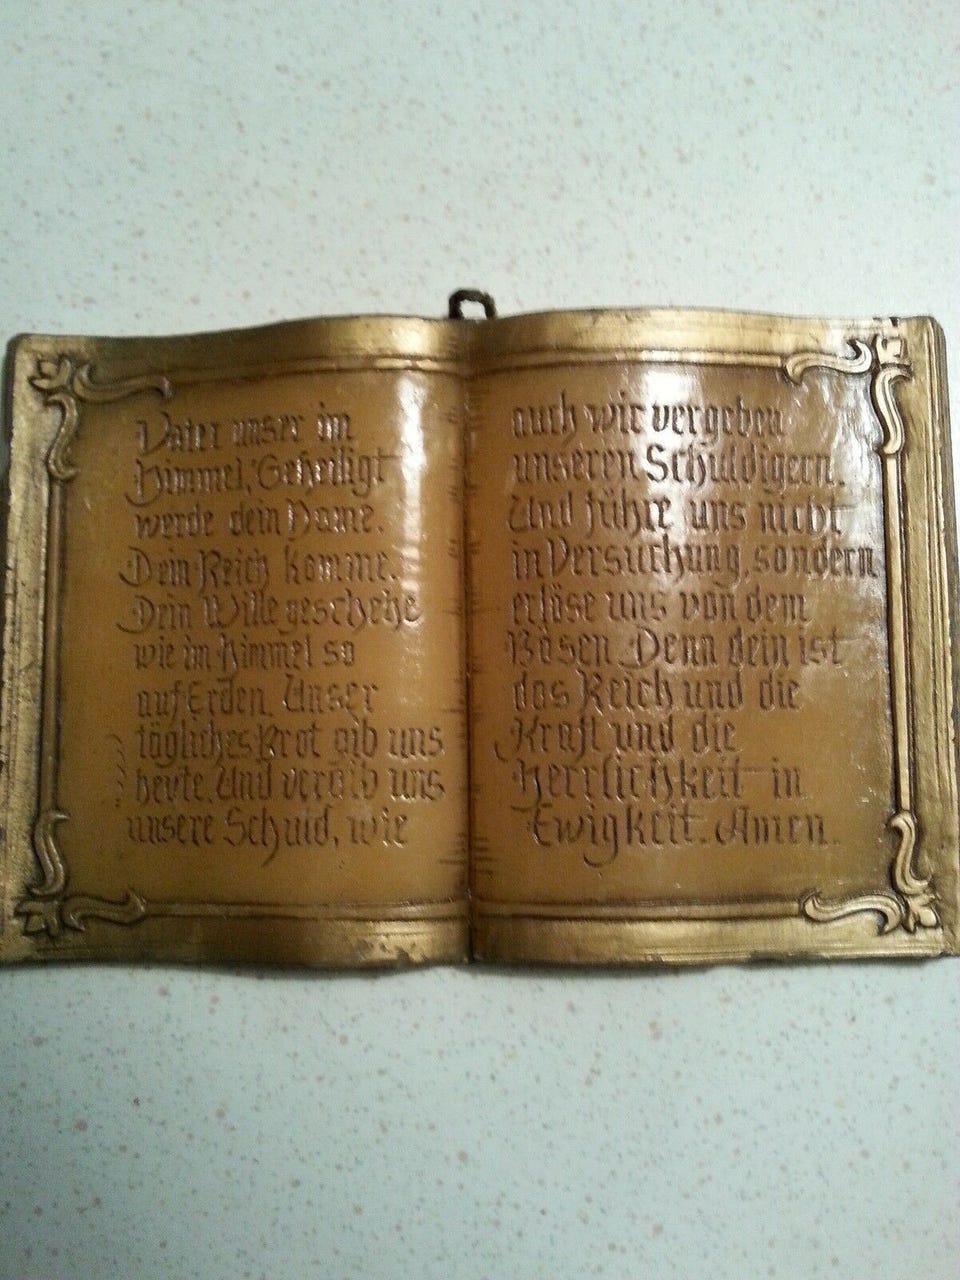 Vater unser im
Himmel, Geheiligt
werde dein Name.
Dein Reich komme.
Dein Wille geschehe
wie im Himmel so
auf Erden. Unser
tägliches Brot gib uns
heute. Und vergib uns
unsere Schuld, wie
auch wir vergeben
unseren Schuldigern.
Und führe uns nicht
in Versuchung, sondern
erlöse uns von dem
Bösen. Denn dein ist
das Reich und die
Kraft und die
Herrlichkeit in
Ewigkeit. Amen.